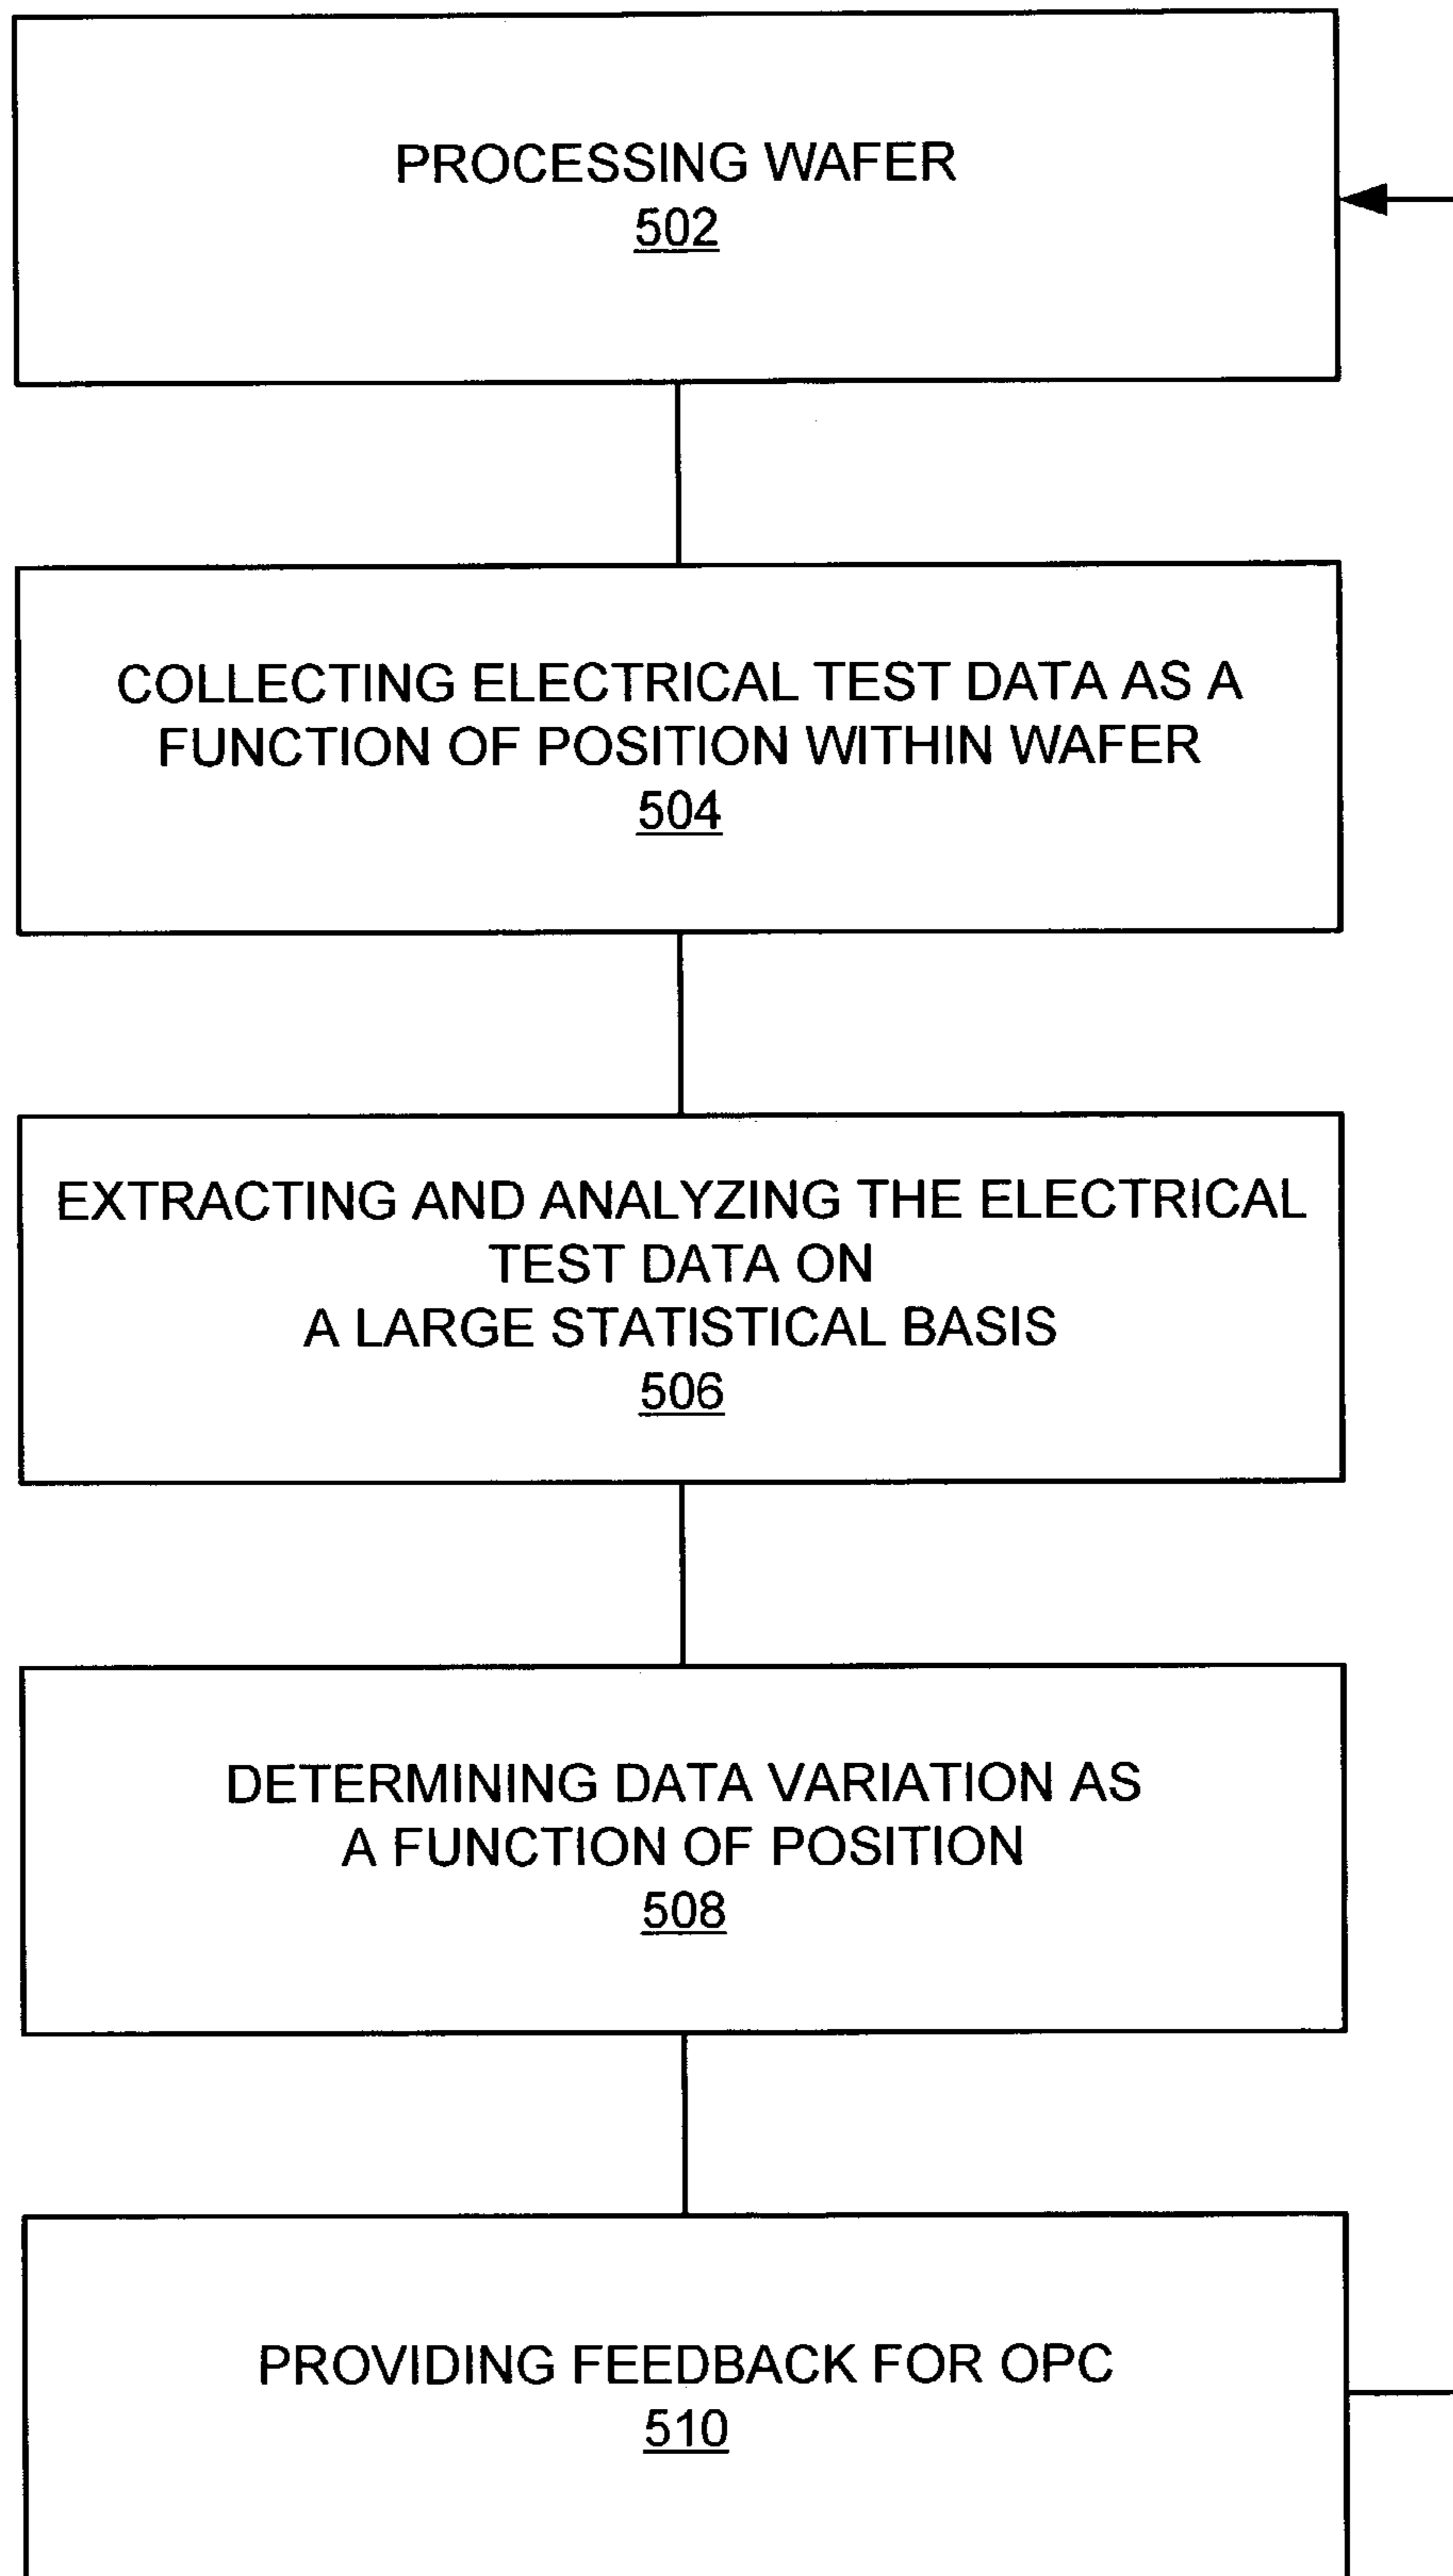 PROCESSING WAFER
502
COLLECTING ELECTRICAL TEST DATA AS A
FUNCTION OF POSITION WITHIN WAFER
504
EXTRACTING AND ANALYZING THE ELECTRICAL
TEST DATA ON
A LARGE STATISTICAL BASIS
506
DETERMINING DATA VARIATION AS
A FUNCTION OF POSITION
508
PROVIDING FEEDBACK FOR OPC
510